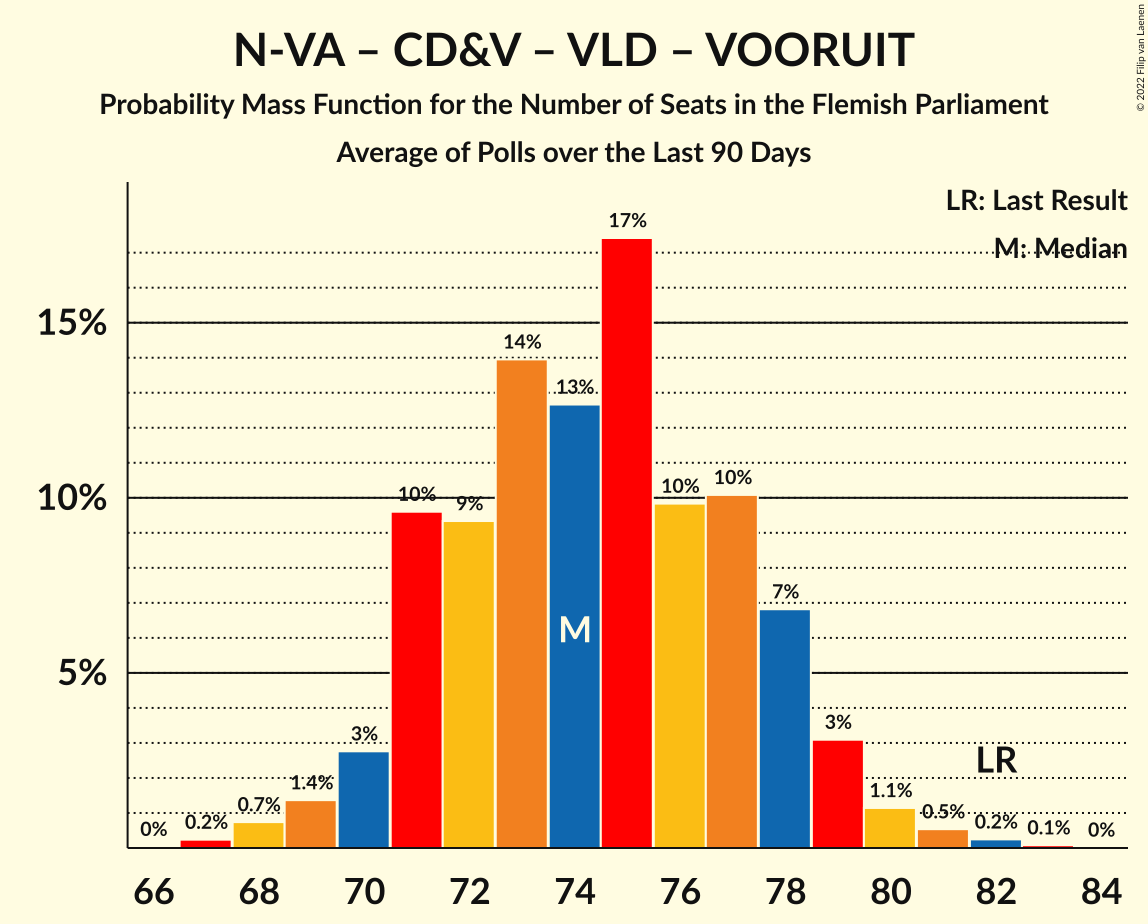 N-VA – CD&V – VLD – VOORUIT
Probability Mass Function for the Number of Seats in the Flemish Parliament
Average of Polls over the Last 90 Days
© 2022 Filip van Laenen
LR: Last Result
M: Median
15%
10%
5%
0%
0.2%
0.7%
1.4%
3%
10%
9%
14%
13%
17%
10%
10%
7%
3%
1.1%
0.5%
0.2%
0.1%
0%
M
LR
66 68 70 72 74 76 78 80 82 84